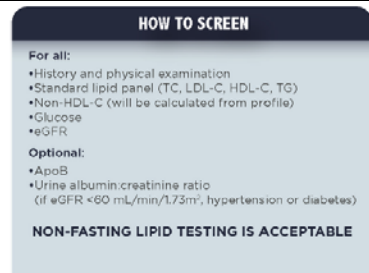 HOW TO SCREEN
For all:
•History and physical examination
•Standard lipid panel (TC, LDL-C, HDL-C, TG)
•Non-HDL-C (will be calculated from profile)
•Glucose
•eGFR
Optional:
•ApoB
•Urine albumin:creatinine ratio
(if eGFR <60 mL/min/1.73m², hypertension or diabetes)
NON-FASTING LIPID TESTING IS ACCEPTABLE